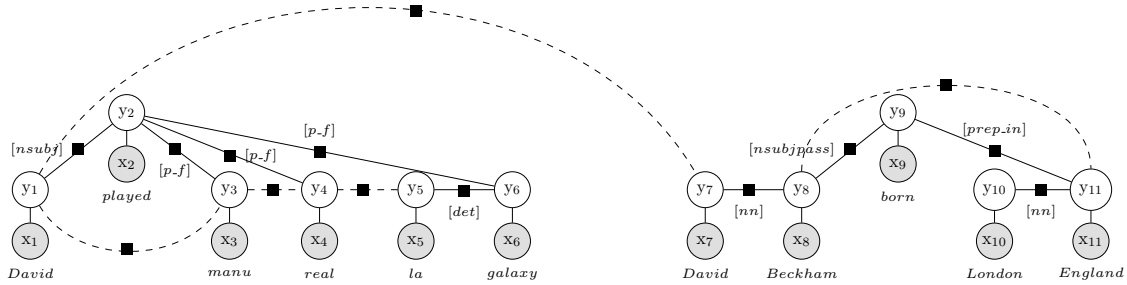 y2 y9
[nsubj] [p_f] [p_f] [p_f] [nsubjpass] [prep_in]
x2 x9
played born
y1 y3 y4 y5 y6 y7 y8 y10 y11
[det] [nn] [nn]
x1 x3 x4 x5 x6 x7 x8 x10 x11
David manu real la galaxy David Beckham London England